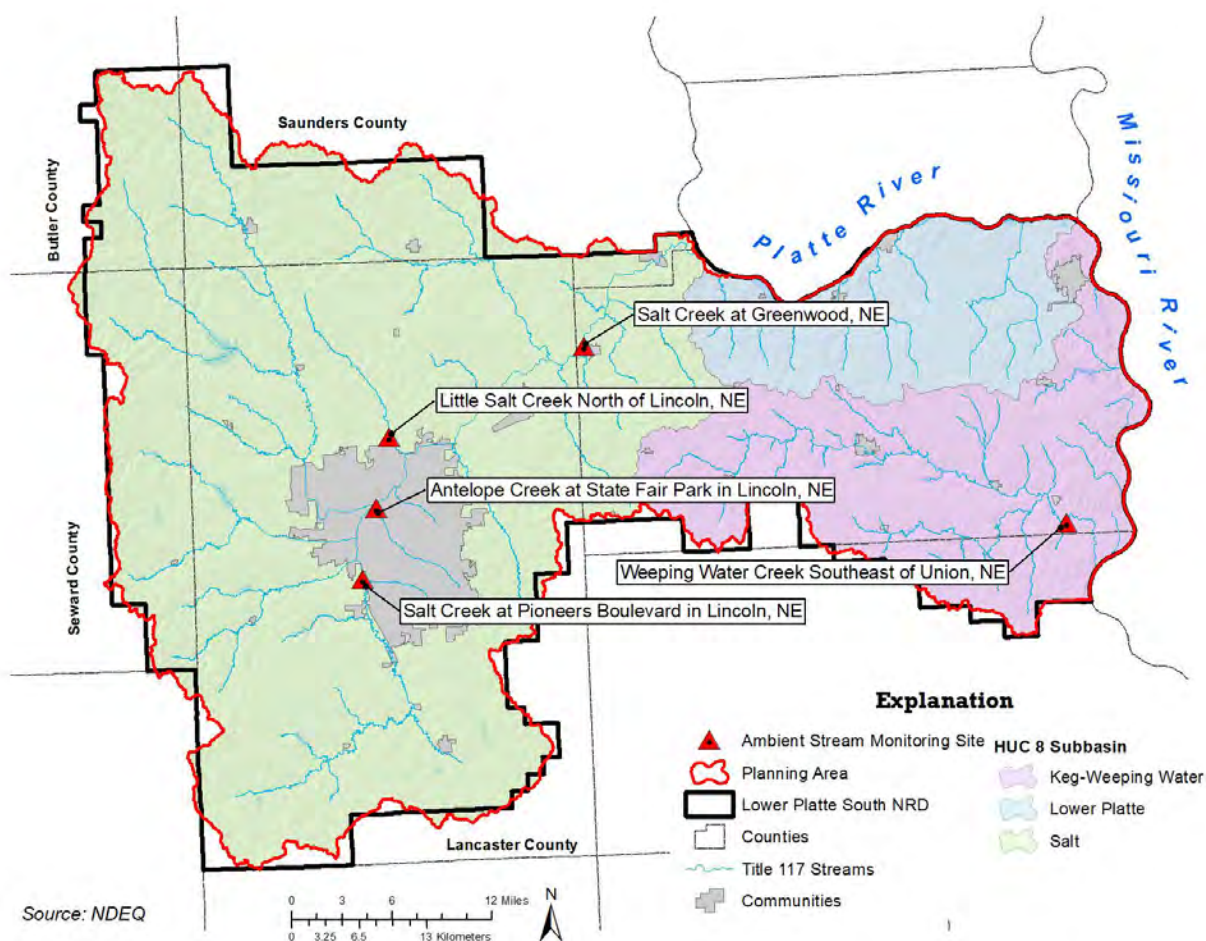 Saunders County
Butler County
Platte River
Missouri River
Salt Creek at Greenwood, NE
Little Salt Creek North of Lincoln, NE
Antelope Creek at State Fair Park in Lincoln, NE
Weeping Water Creek Southeast of Union, NE
Salt Creek at Pioneers Boulevard in Lincoln, NE
Seward County
Lancaster County
Explanation
Ambient Stream Monitoring Site
Planning Area
Lower Platte South NRD
Counties
Title 117 Streams
Communities
HUC 8 Subbasin
Keg-Weeping Water
Lower Platte
Salt
Source: NDEQ
0 3 6 12 Miles
0 3.25 6.5 13 Kilometers
N